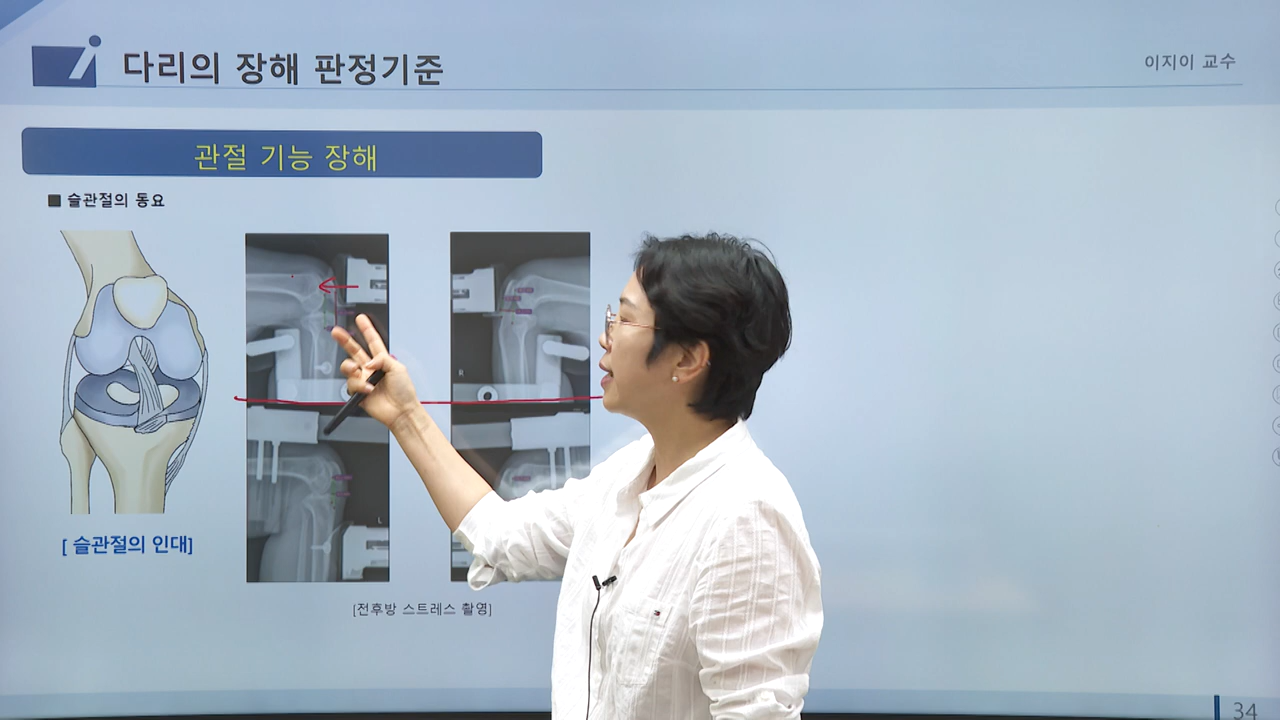 다리의 장해 판정기준
이지이 교수
관절 기능 장해
■ 슬관절의 동요
R
L
[ 슬관절의 인대]
[전후방 스트레스 촬영]
34